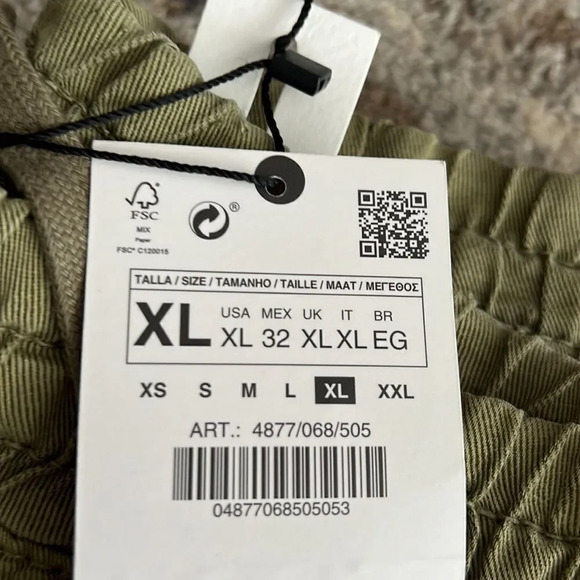 FSC
MIX
Paper
FSC® C120015
®
TALLA / SIZE / TAMANHO / TAILLE / MAAT / ΜΕΓΕΘΟΣ
XL
USA MEX UK IT BR
XL 32 XL XL EG
XS S M L XL XXL
ART.: 4877/068/505
04877068505053